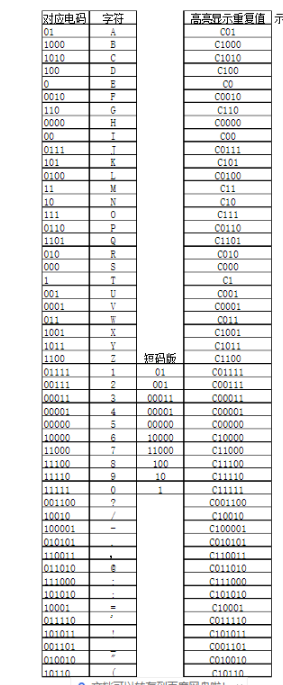 对应电码 字符 高亮显示重复值 示
01 A C01
1000 B C1000
1010 C C1010
100 D C100
0 E C0
0010 F C0010
110 G C110
0000 H C0000
00 I C00
0111 J C0111
101 K C101
0100 L C0100
11 M C11
10 N C10
111 O C111
0110 P C0110
1101 Q C1101
010 R C010
000 S C000
1 T C1
001 U C001
0001 V C0001
011 W C011
1001 X C1001
1011 Y C1011
1100 Z 短码版 C1100
01111 1 01 C01111
00111 2 001 C00111
00011 3 00011 C00011
00001 4 00001 C00001
00000 5 00000 C00000
10000 6 10000 C10000
11000 7 11000 C11000
11100 8 100 C11100
11110 9 10 C11110
11111 0 1 C11111
001100 ? C001100
10010 / C10010
100001 - C100001
010101 . C010101
110011 , C110011
011010 @ C011010
111000 : C111000
101010 ; C101010
10001 = C10001
011110 ' C011110
101011 ! C101011
001101 _ C001101
010010 " C010010
10110 ( C10110